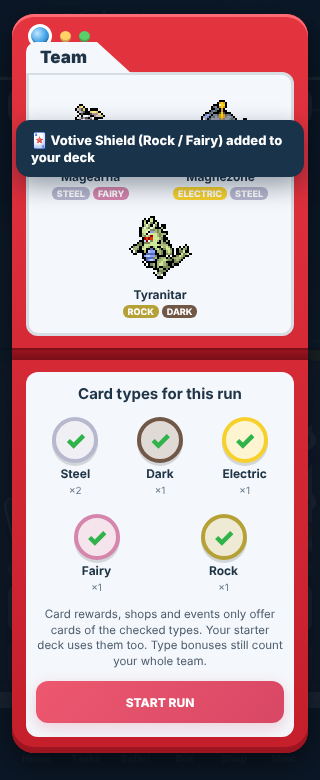 Team
🃏 Votive Shield (Rock / Fairy) added to
your deck
Magearna Magnezone
STEEL FAIRY ELECTRIC STEEL
Tyranitar
ROCK DARK
Card types for this run
Steel Dark Electric
×2 ×1 ×1
Fairy Rock
×1 ×1
Card rewards, shops and events only offer
cards of the checked types. Your starter
deck uses them too. Type bonuses still count
your whole team.
START RUN